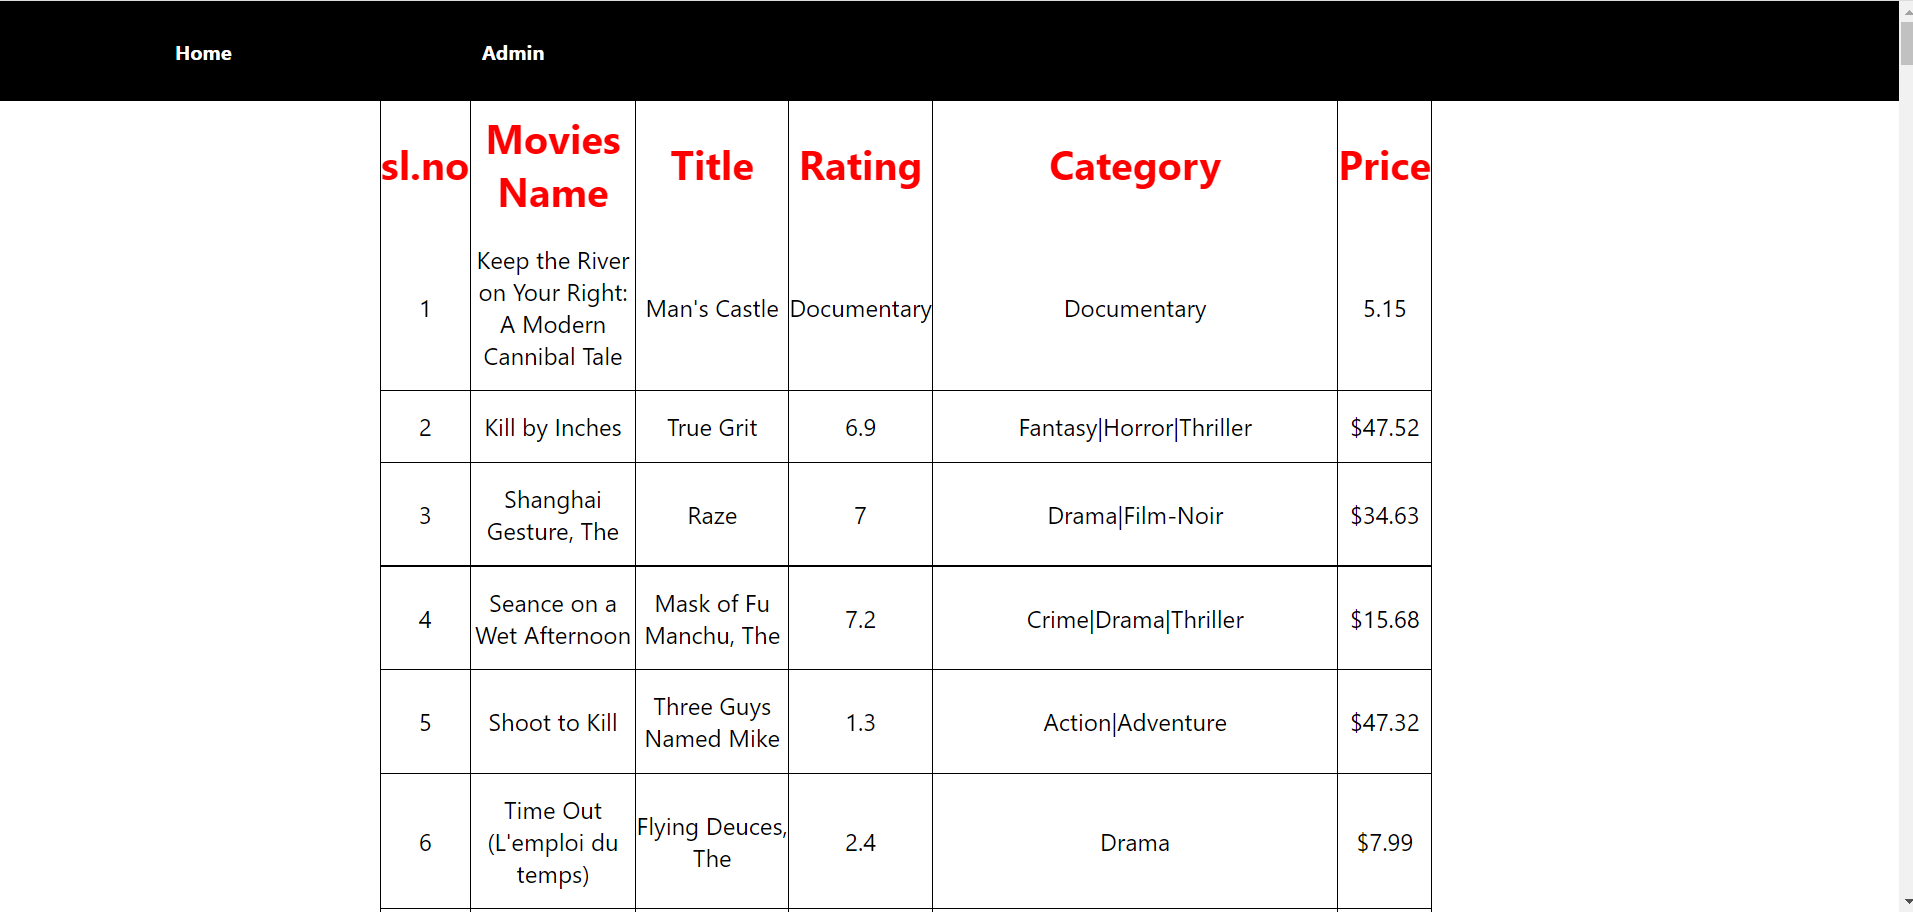 Home Admin
sl.no Movies Name Title Rating Category Price
1 Keep the River on Your Right: A Modern Cannibal Tale Man's Castle Documentary Documentary 5.15
2 Kill by Inches True Grit 6.9 Fantasy|Horror|Thriller $47.52
3 Shanghai Gesture, The Raze 7 Drama|Film-Noir $34.63
4 Seance on a Wet Afternoon Mask of Fu Manchu, The 7.2 Crime|Drama|Thriller $15.68
5 Shoot to Kill Three Guys Named Mike 1.3 Action|Adventure $47.32
6 Time Out (L'emploi du temps) Flying Deuces, The 2.4 Drama $7.99